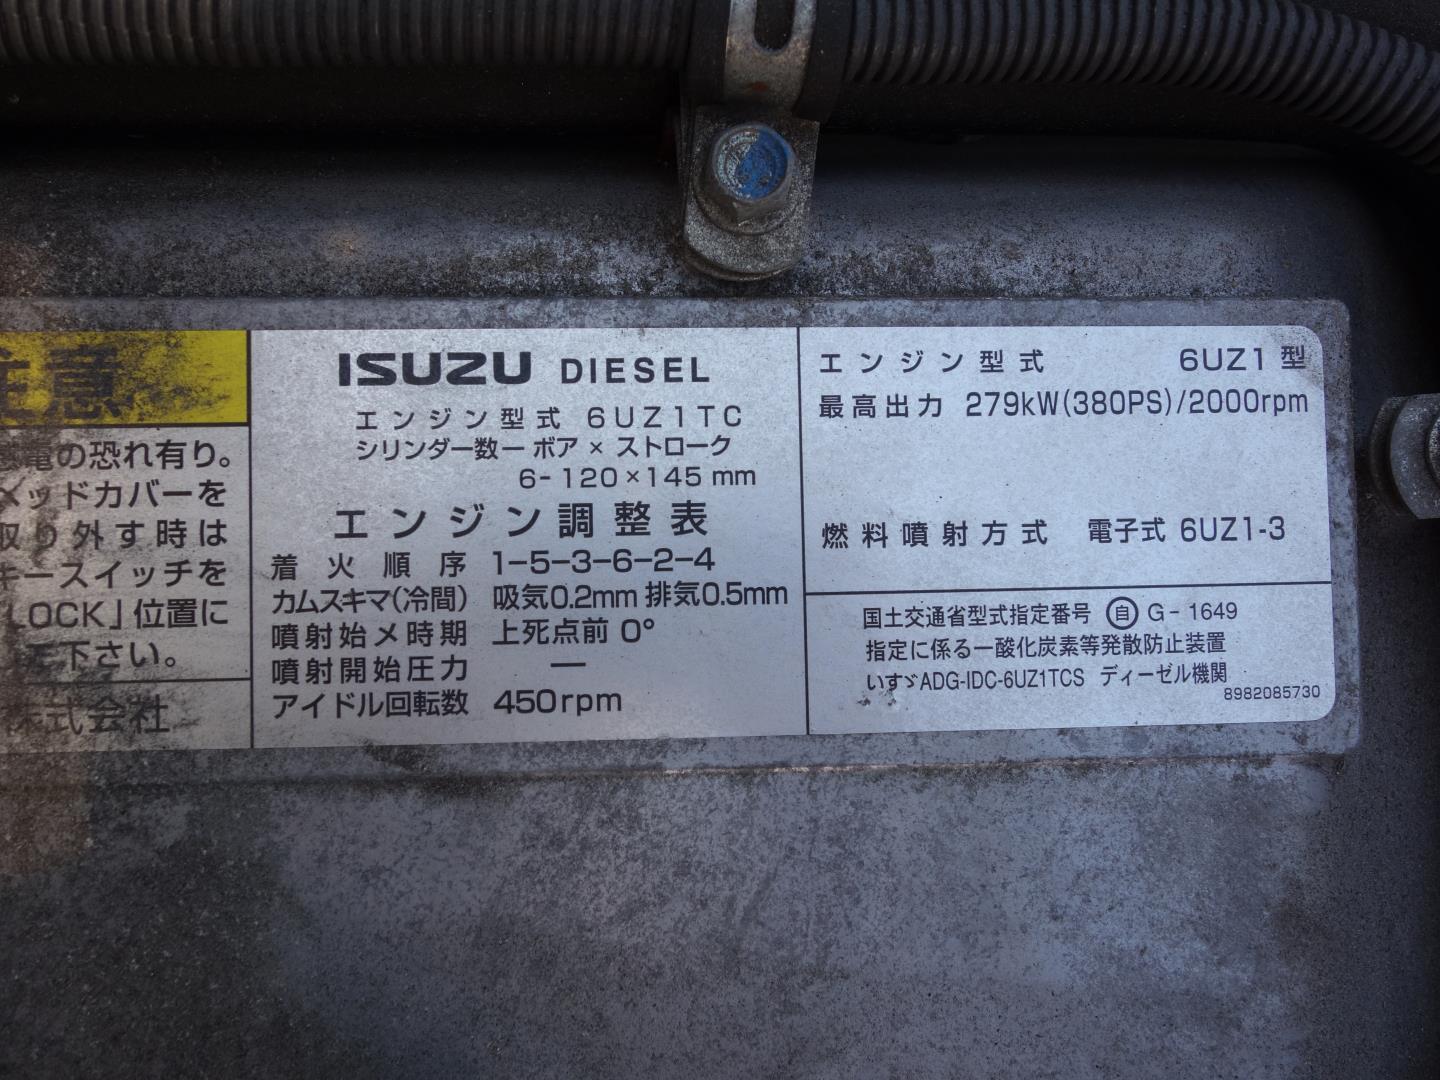 注意
感電の恐れ有り。
ヘッドカバーを
取り外す時は
キースイッチを
LOCK」位置に
下さい。
株式会社
ISUZU DIESEL
エンジン型式 6UZ1TC
シリンダー数ー ボア × ストローク
6-120×145 mm
エンジン調整表
着火順序 1-5-3-6-2-4
カムスキマ(冷間) 吸気0.2mm 排気0.5mm
噴射始メ時期 上死点前 0°
噴射開始圧力 —
アイドル回転数 450rpm
エンジン型式 6UZ1型
最高出力 279kW(380PS)/2000rpm
燃料噴射方式 電子式 6UZ1-3
国土交通省型式指定番号 自 G-1649
指定に係る一酸化炭素等発散防止装置
いすゞADG-IDC-6UZ1TCS ディーゼル機関
8982085730